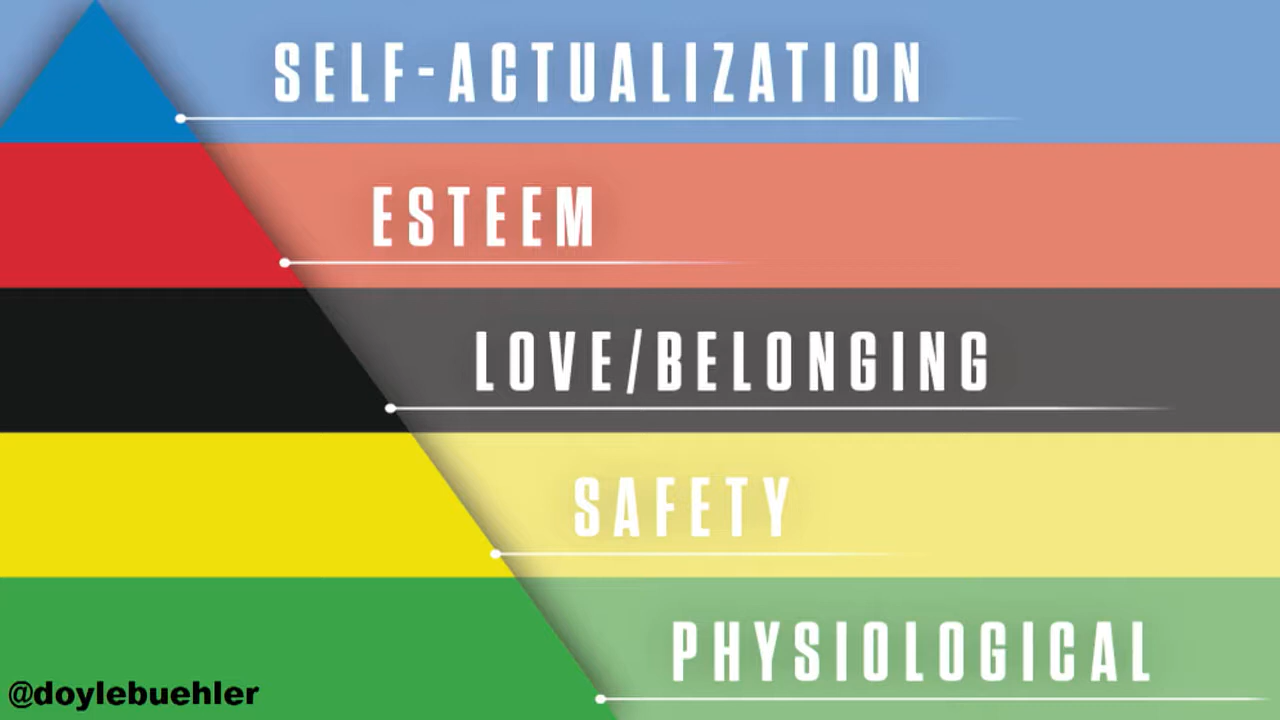 SELF-ACTUALIZATION
ESTEEM
LOVE/BELONGING
SAFETY
PHYSIOLOGICAL
@doylebuehler